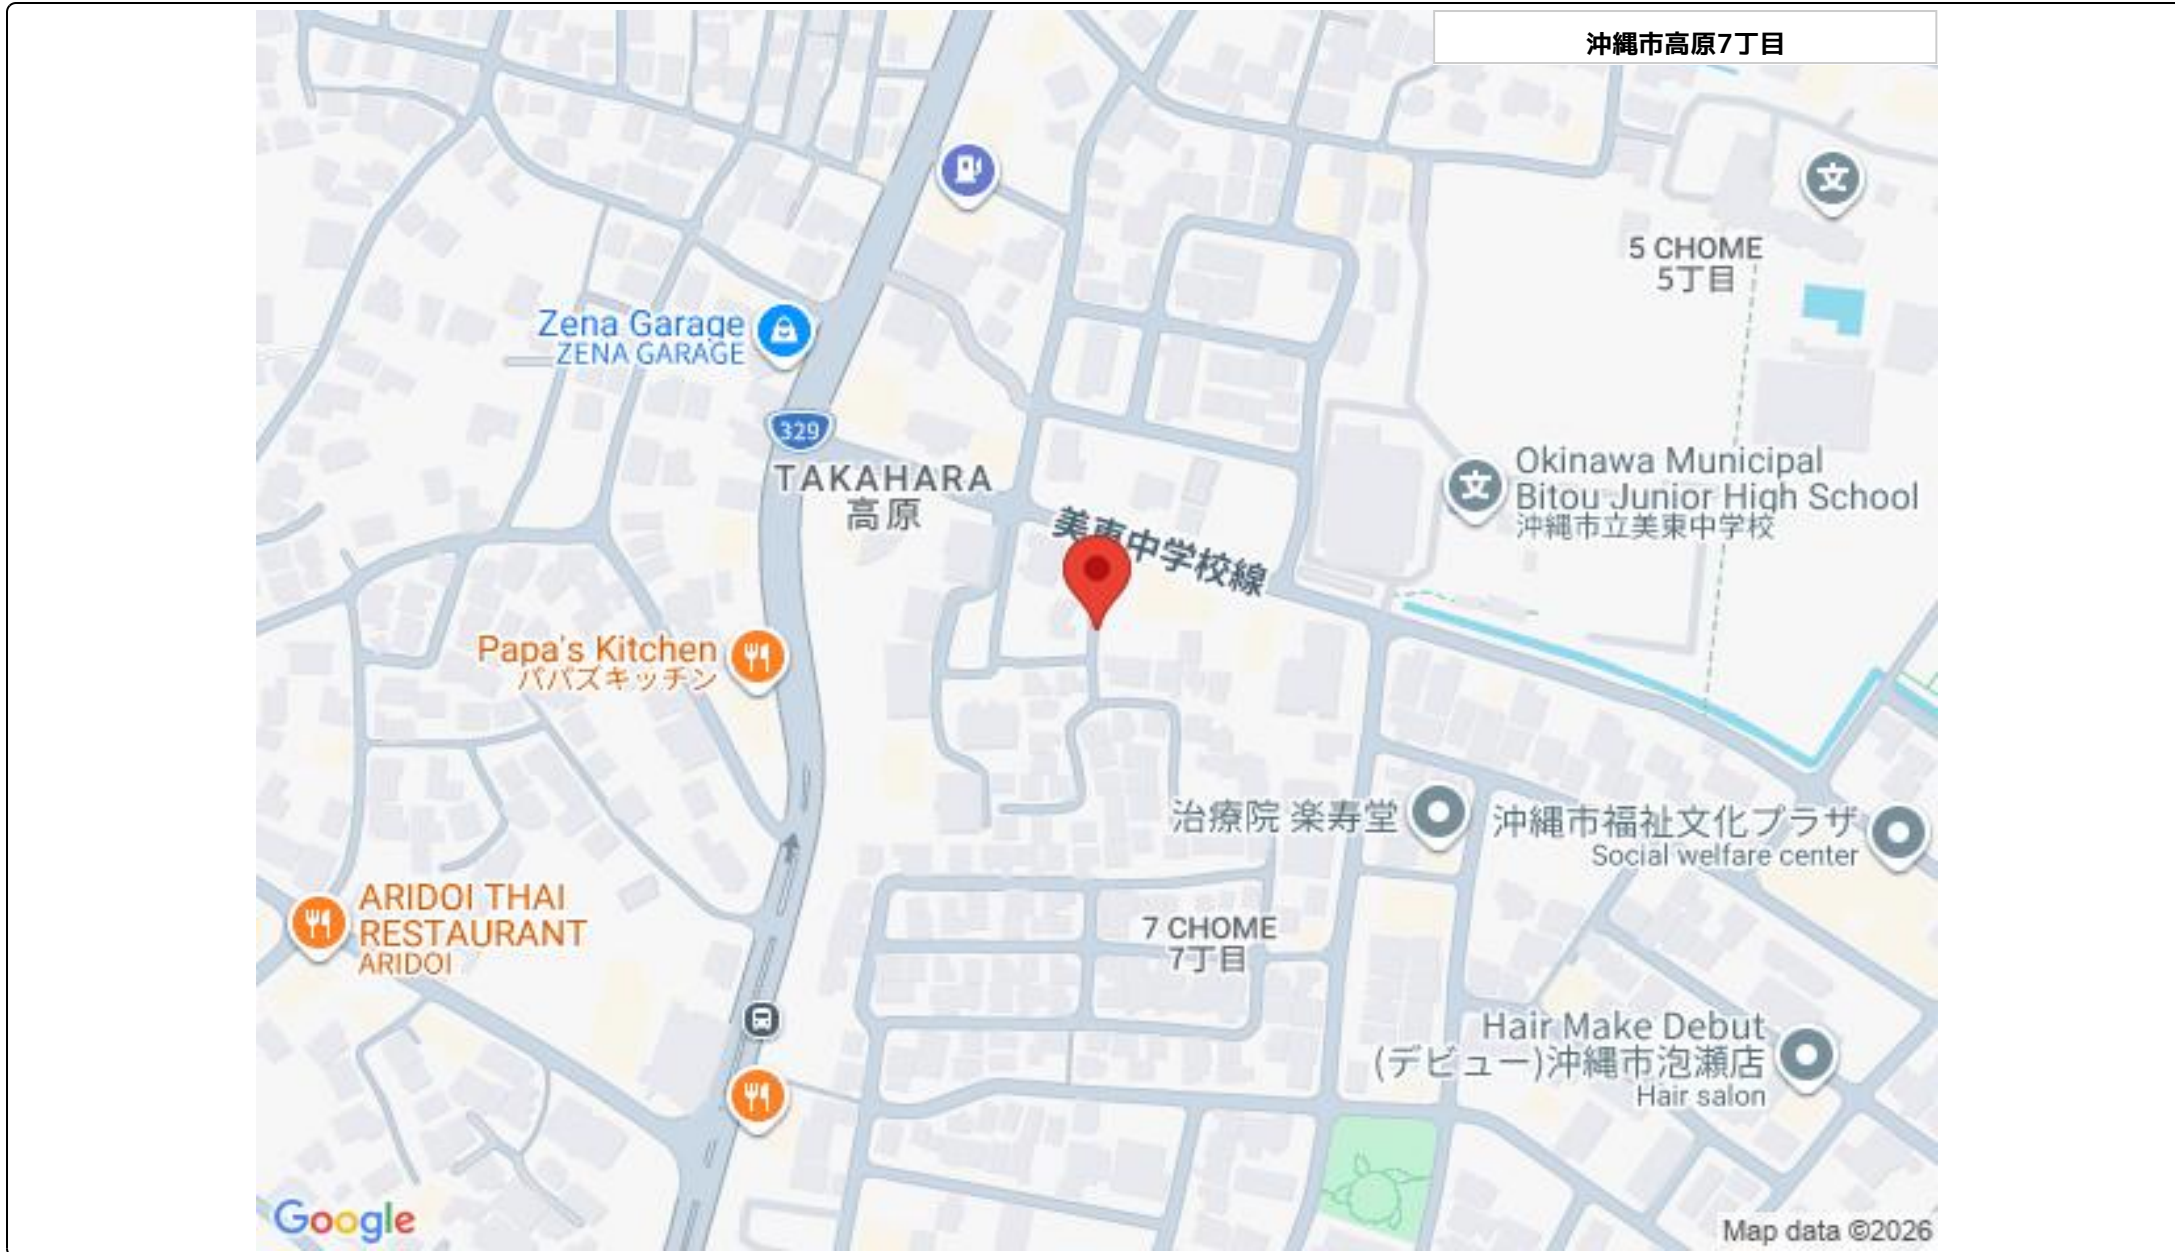 沖縄市高原7丁目
5 CHOME
5丁目
Zena Garage
ZENA GARAGE
329
TAKAHARA
高原
Okinawa Municipal
Bitou Junior High School
沖縄市立美東中学校
美東中学校線
Papa's Kitchen
パパズキッチン
治療院 楽寿堂
沖縄市福祉文化プラザ
Social welfare center
ARIDOI THAI
RESTAURANT
ARIDOI
7 CHOME
7丁目
Hair Make Debut
(デビュー)沖縄市泡瀬店
Hair salon
文
文
Google
Map data ©2026